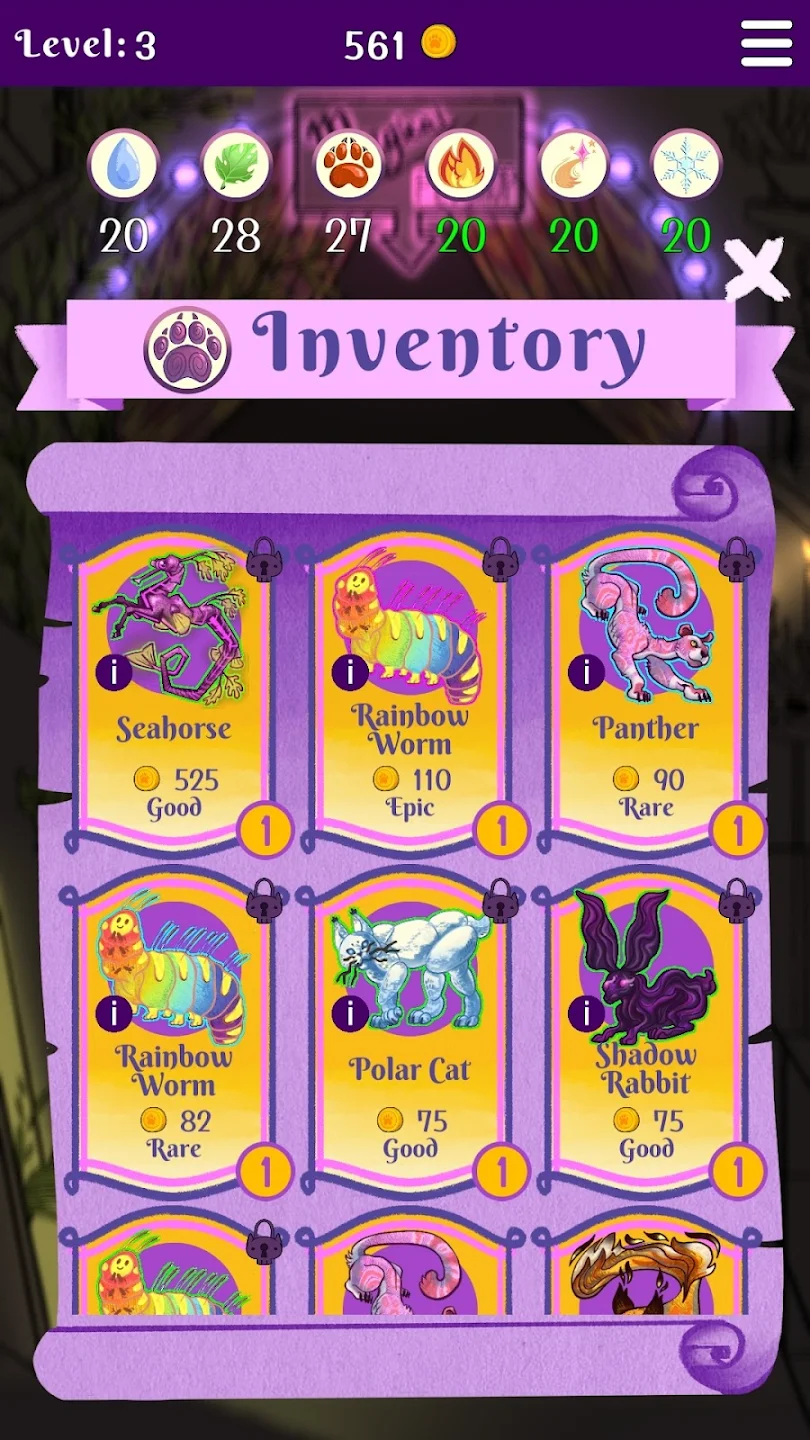 Level: 3
561
Magical
20 28 27 20 20 20
Inventory
i
Seahorse
525
Good
1
i
Rainbow
Worm
110
Epic
1
i
Panther
90
Rare
1
i
Rainbow
Worm
82
Rare
1
i
Polar Cat
75
Good
1
i
Shadow
Rabbit
75
Good
1